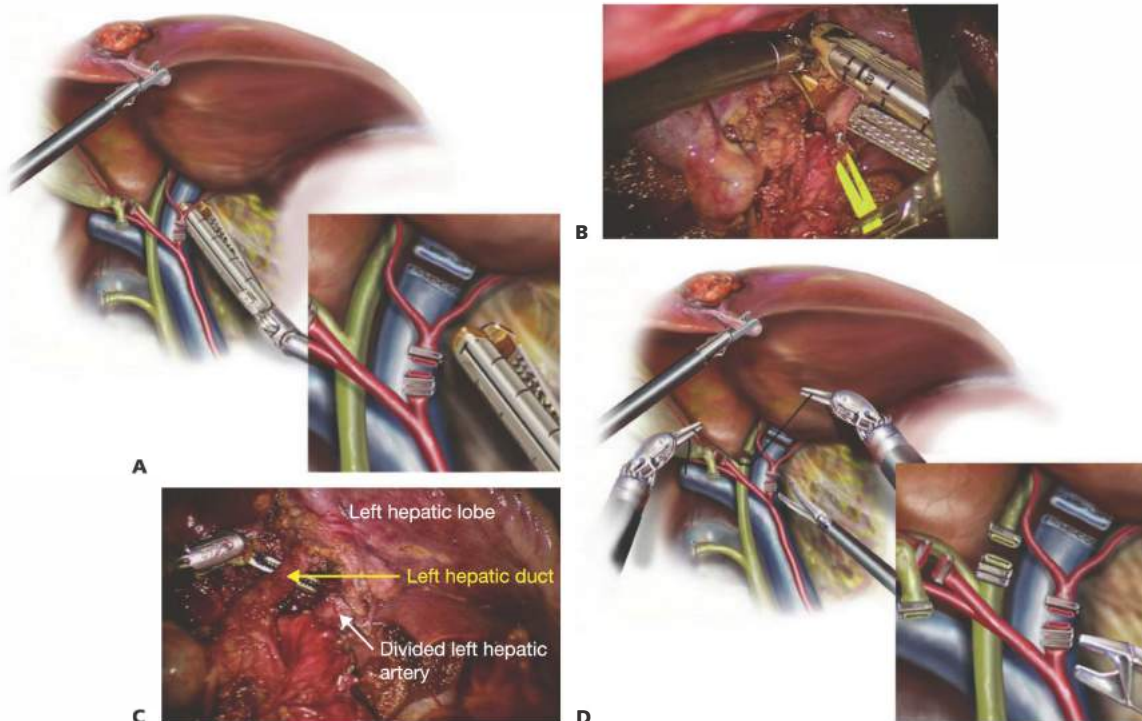 B
A
Left hepatic lobe
Left hepatic duct
Divided left hepatic
artery
C
D